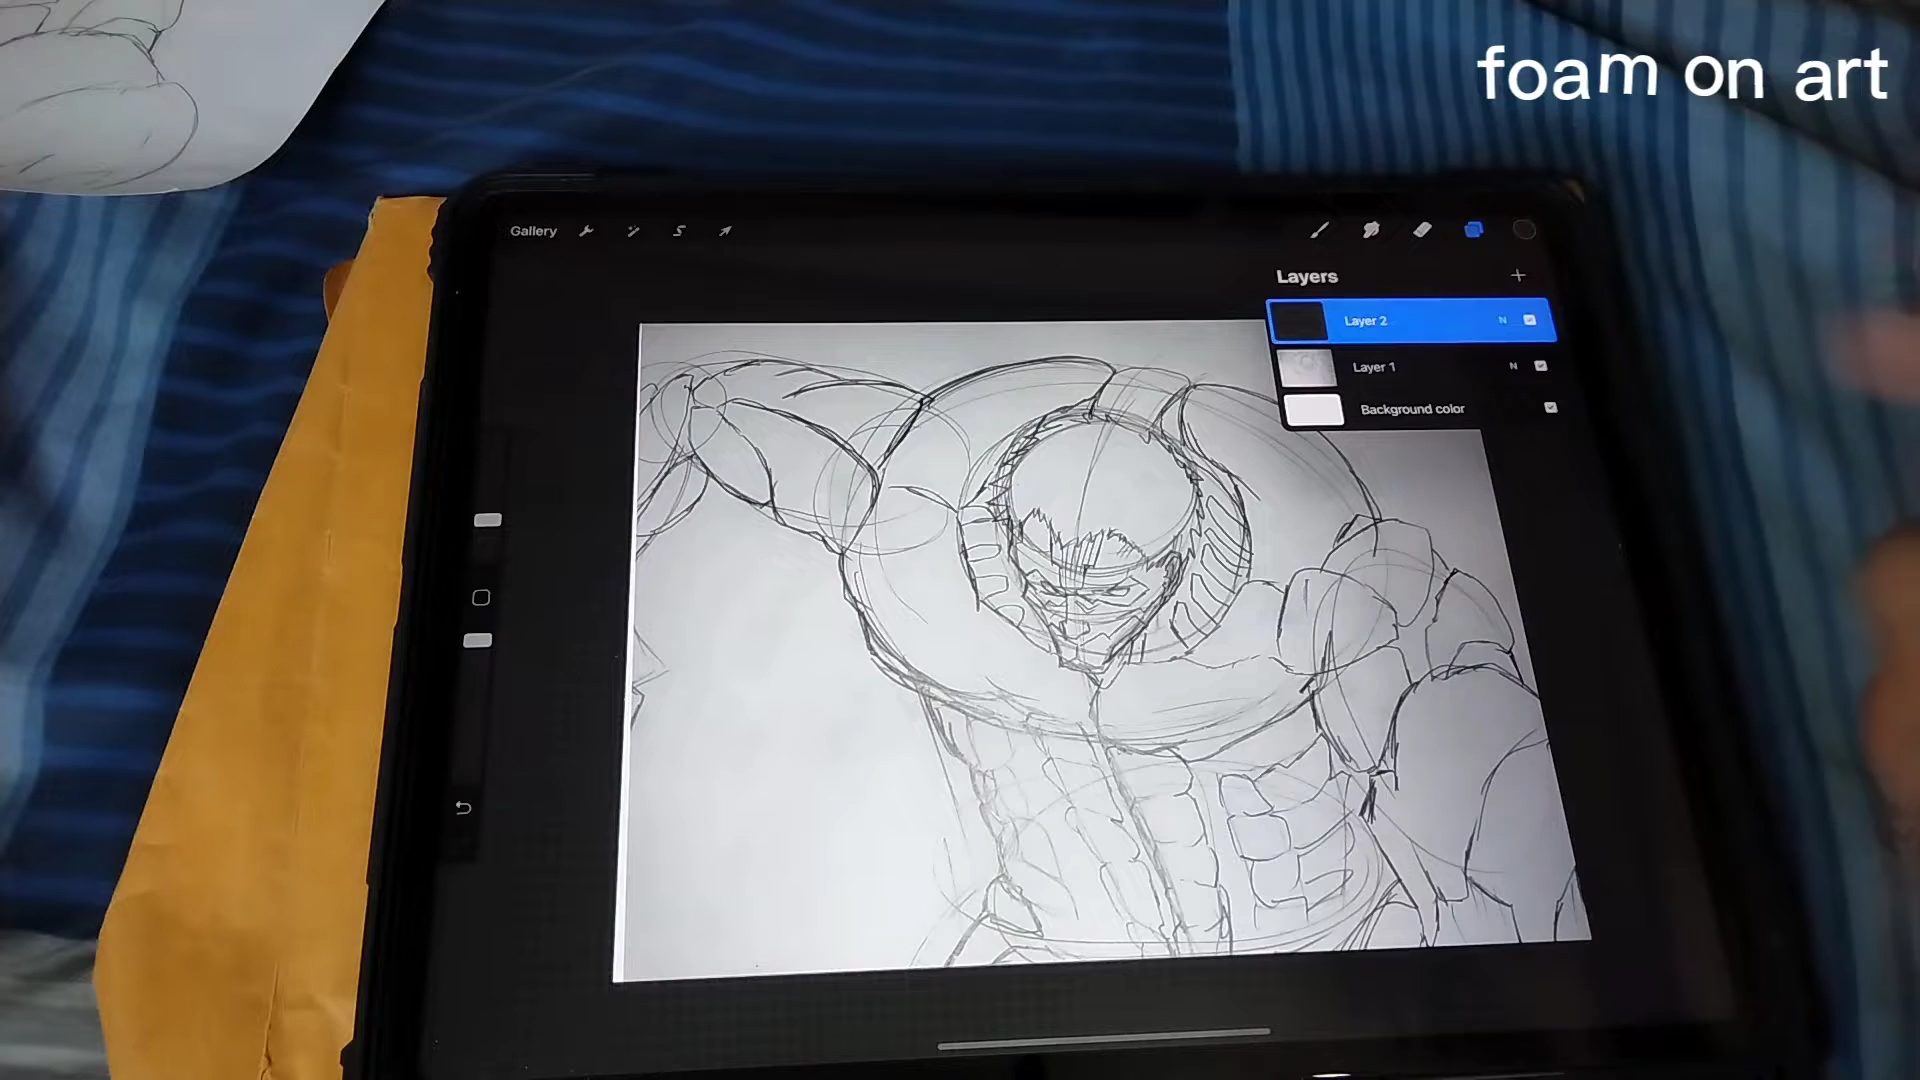 foam on art
Gallery
Layers
Layer 2 N
Layer 1 N
Background color